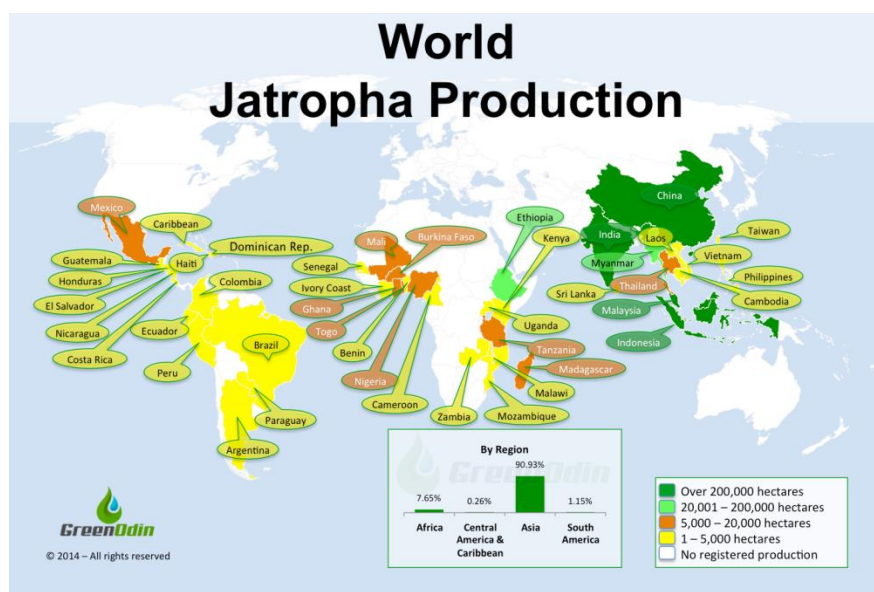 World
Jatropha Production
Mexico
Caribbean
Dominican Rep.
Guatemala
Haiti
Honduras
Colombia
El Salvador
Nicaragua
Ecuador
Costa Rica
Peru
Brazil
Paraguay
Argentina
Mali
Burkina Faso
Senegal
Ivory Coast
Ghana
Togo
Benin
Nigeria
Cameroon
Ethiopia
Kenya
Uganda
Tanzania
Madagascar
Malawi
Mozambique
Zambia
China
India
Laos
Taiwan
Myanmar
Vietnam
Thailand
Philippines
Sri Lanka
Cambodia
Malaysia
Indonesia
By Region
GreenOdin
90.93%
7.65%
0.26%
1.15%
Africa
Central
America &
Caribbean
Asia
South
America
Over 200,000 hectares
20,001 – 200,000 hectares
5,000 – 20,000 hectares
1 – 5,000 hectares
No registered production
GreenOdin
© 2014 – All rights reserved